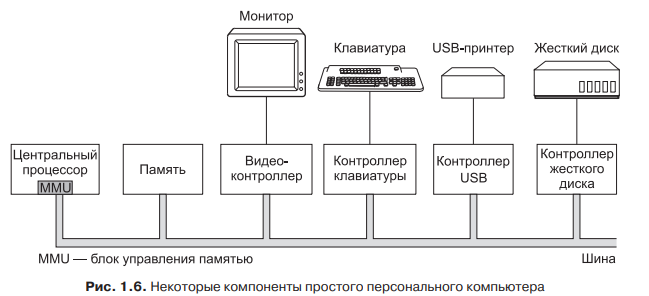 Монитор
Клавиатура
USB-принтер
Жесткий диск
Центральный
процессор
MMU
Память
Видео-
контроллер
Контроллер
клавиатуры
Контроллер
USB
Контроллер
жесткого
диска
MMU — блок управления памятью
Шина
Рис. 1.6. Некоторые компоненты простого персонального компьютера